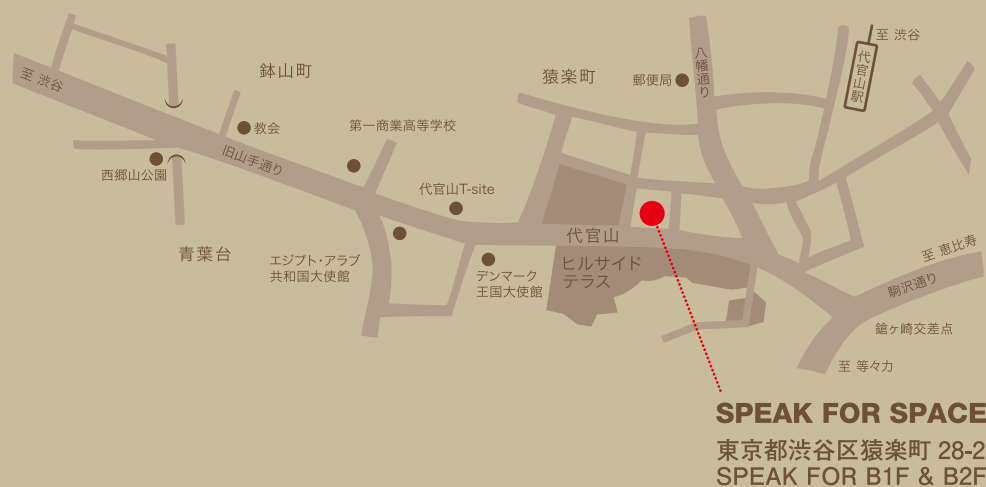 至 渋谷
鉢山町
教会
第一商業高等学校
旧山手通り
西郷山公園
青葉台
代官山T-site
エジプト・アラブ
共和国大使館
デンマーク
王国大使館
猿楽町
郵便局
八幡通り
至 渋谷
代官山駅
代官山
ヒルサイド
テラス
至 恵比寿
駒沢通り
鎗ヶ崎交差点
至 等々力
SPEAK FOR SPACE
東京都渋谷区猿楽町 28-2
SPEAK FOR B1F & B2F